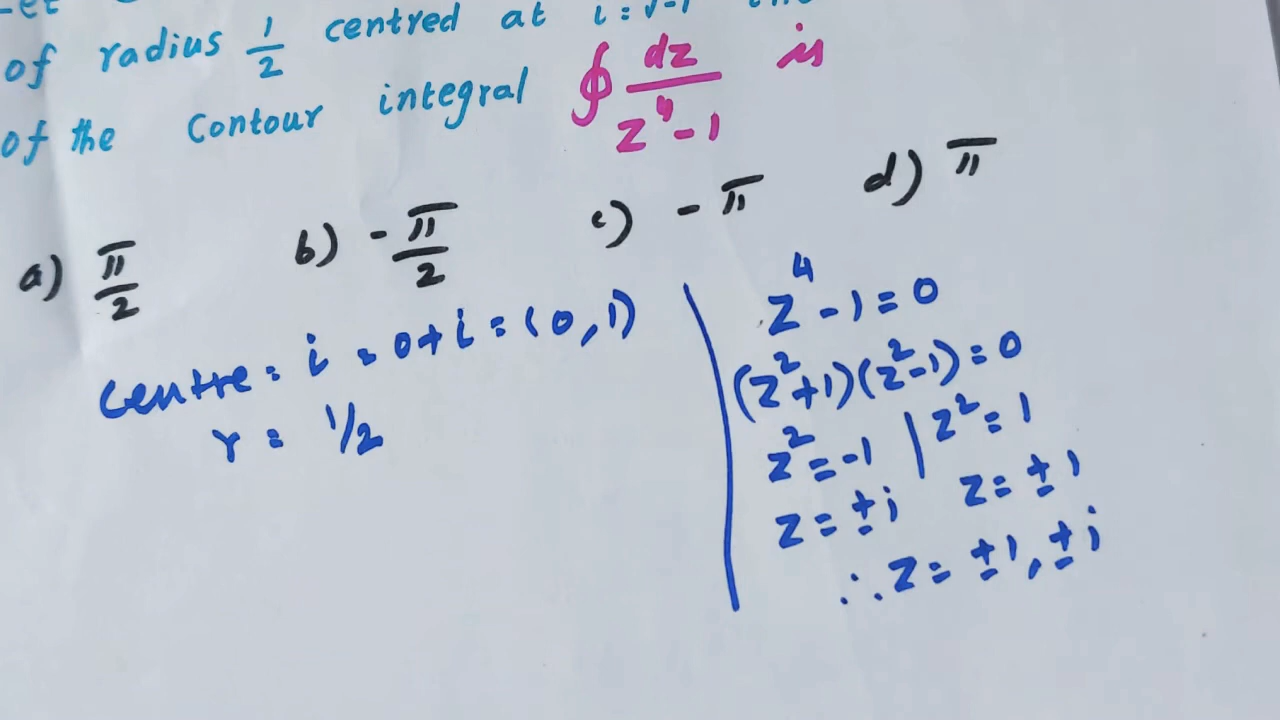 of radius 1/2 centred at i = √-1
of the Contour integral ∮ dz/z⁴-1 is
a) π/2 b) -π/2 c) -π d) π
Centre = i = 0+i = (0,1)
r = 1/2
z⁴-1=0
(z²+1)(z²-1)=0
z²=-1 | z²=1
z=±i z=±1
∴z=±1,±i